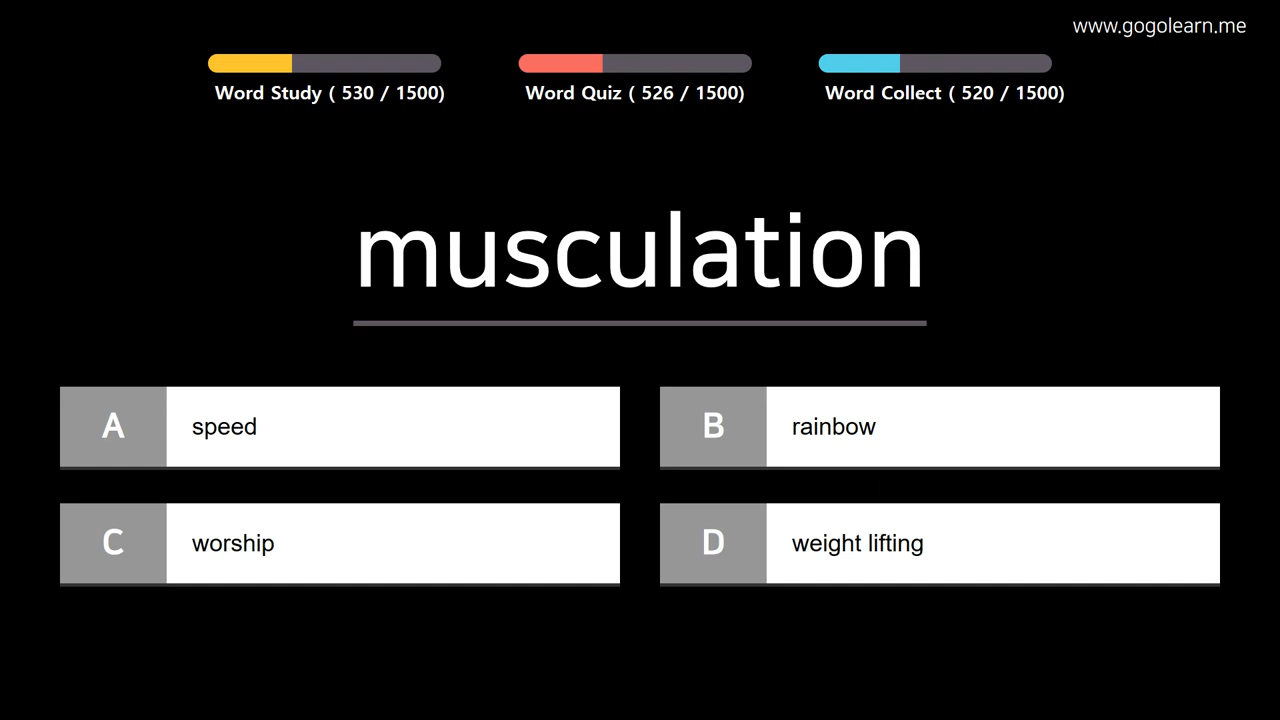 www.gogolearn.me
Word Study ( 530 / 1500)
Word Quiz ( 526 / 1500)
Word Collect ( 520 / 1500)
musculation
A
speed
B
rainbow
C
worship
D
weight lifting